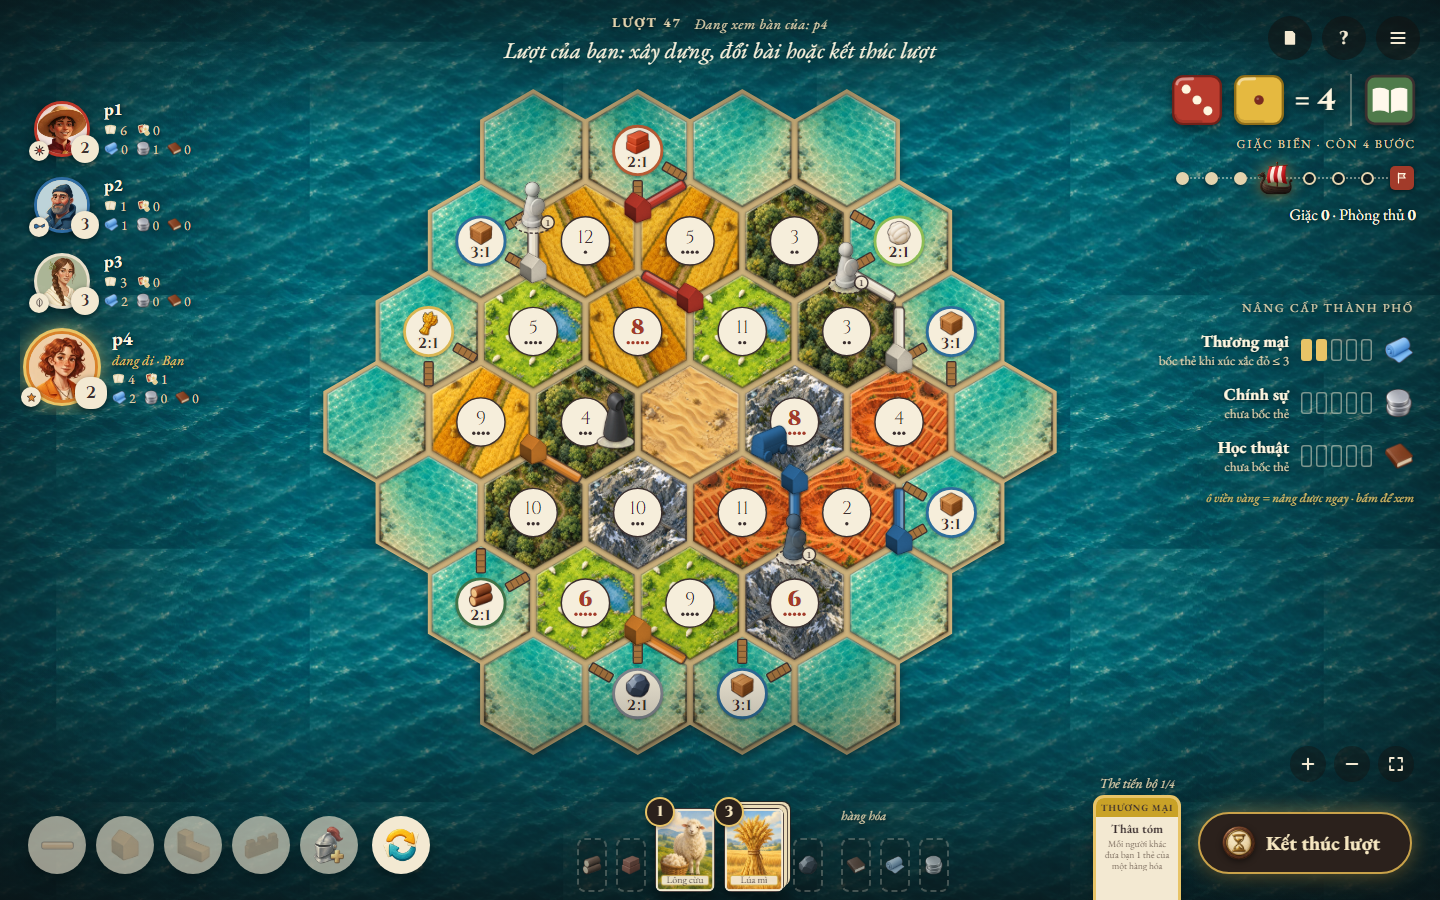 LƯỢT 47 Đang xem bàn của: p4
Lượt của bạn: xây dựng, đổi bài hoặc kết thúc lượt
?
= 4
GIẶC BIỂN · CÒN 4 BƯỚC
Giặc 0 · Phòng thủ 0
p1
6 0
2
0 1 0
p2
1 0
3
1 0 0
p3
3 0
3
2 0 0
p4
đang đi · Bạn
4 1
2
2 0 0
NÂNG CẤP THÀNH PHỐ
Thương mại
bốc thẻ khi xúc xắc đỏ ≤ 3
Chính sự
chưa bốc thẻ
Học thuật
chưa bốc thẻ
ô viền vàng = nâng được ngay · bấm để xem
2:1
3:1
12
5
3
2:1
1
1
2:1
5
8
11
3
3:1
9
4
8
4
10
10
11
2
3:1
1
2:1
6
9
6
2:1
3:1
+
−
1
Lông cừu
3
Lúa mì
hàng hóa
Thẻ tiến bộ 1/4
THƯƠNG MẠI
Thâu tóm
Mỗi người khác
đưa bạn 1 thẻ của
một hàng hóa
Kết thúc lượt